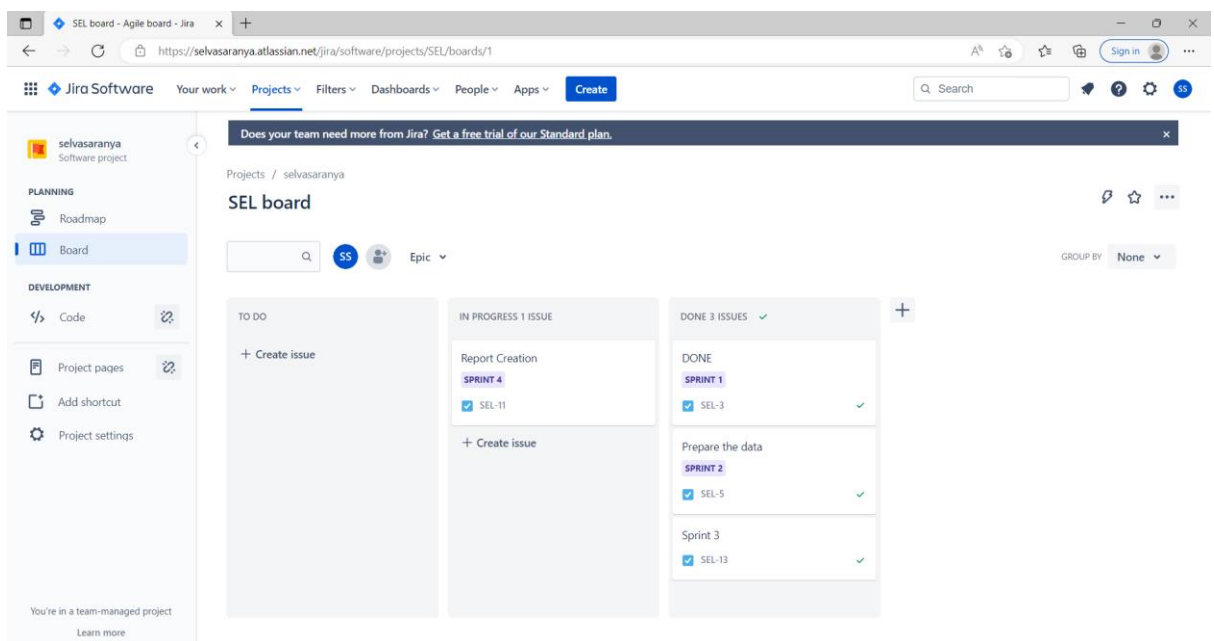 SEL board - Agile board - Jira
https://selvasaranya.atlassian.net/jira/software/projects/SEL/boards/1
Sign in
Jira Software Your work Projects Filters Dashboards People Apps Create Search SS
selvasaranya
Software project
PLANNING
Roadmap
Board
DEVELOPMENT
Code
Project pages
Add shortcut
Project settings
You're in a team-managed project
Learn more
Does your team need more from Jira? Get a free trial of our Standard plan.
Projects / selvasaranya
SEL board
SS Epic GROUP BY None
TO DO
+ Create issue
IN PROGRESS 1 ISSUE
Report Creation
SPRINT 4
SEL-11
+ Create issue
DONE 3 ISSUES
DONE
SPRINT 1
SEL-3
Prepare the data
SPRINT 2
SEL-5
Sprint 3
SEL-13